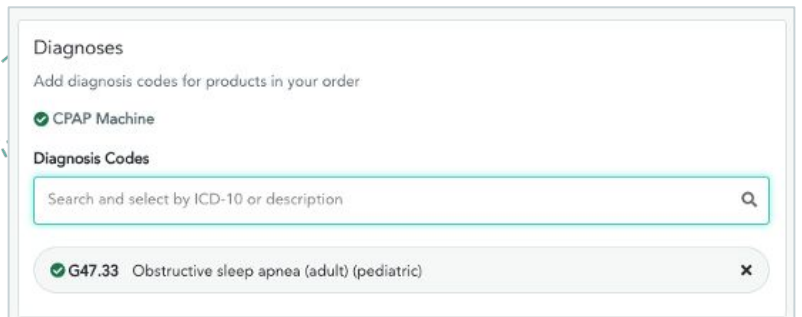 Diagnoses
Add diagnosis codes for products in your order
CPAP Machine
Diagnosis Codes
Search and select by ICD-10 or description
G47.33 Obstructive sleep apnea (adult) (pediatric)